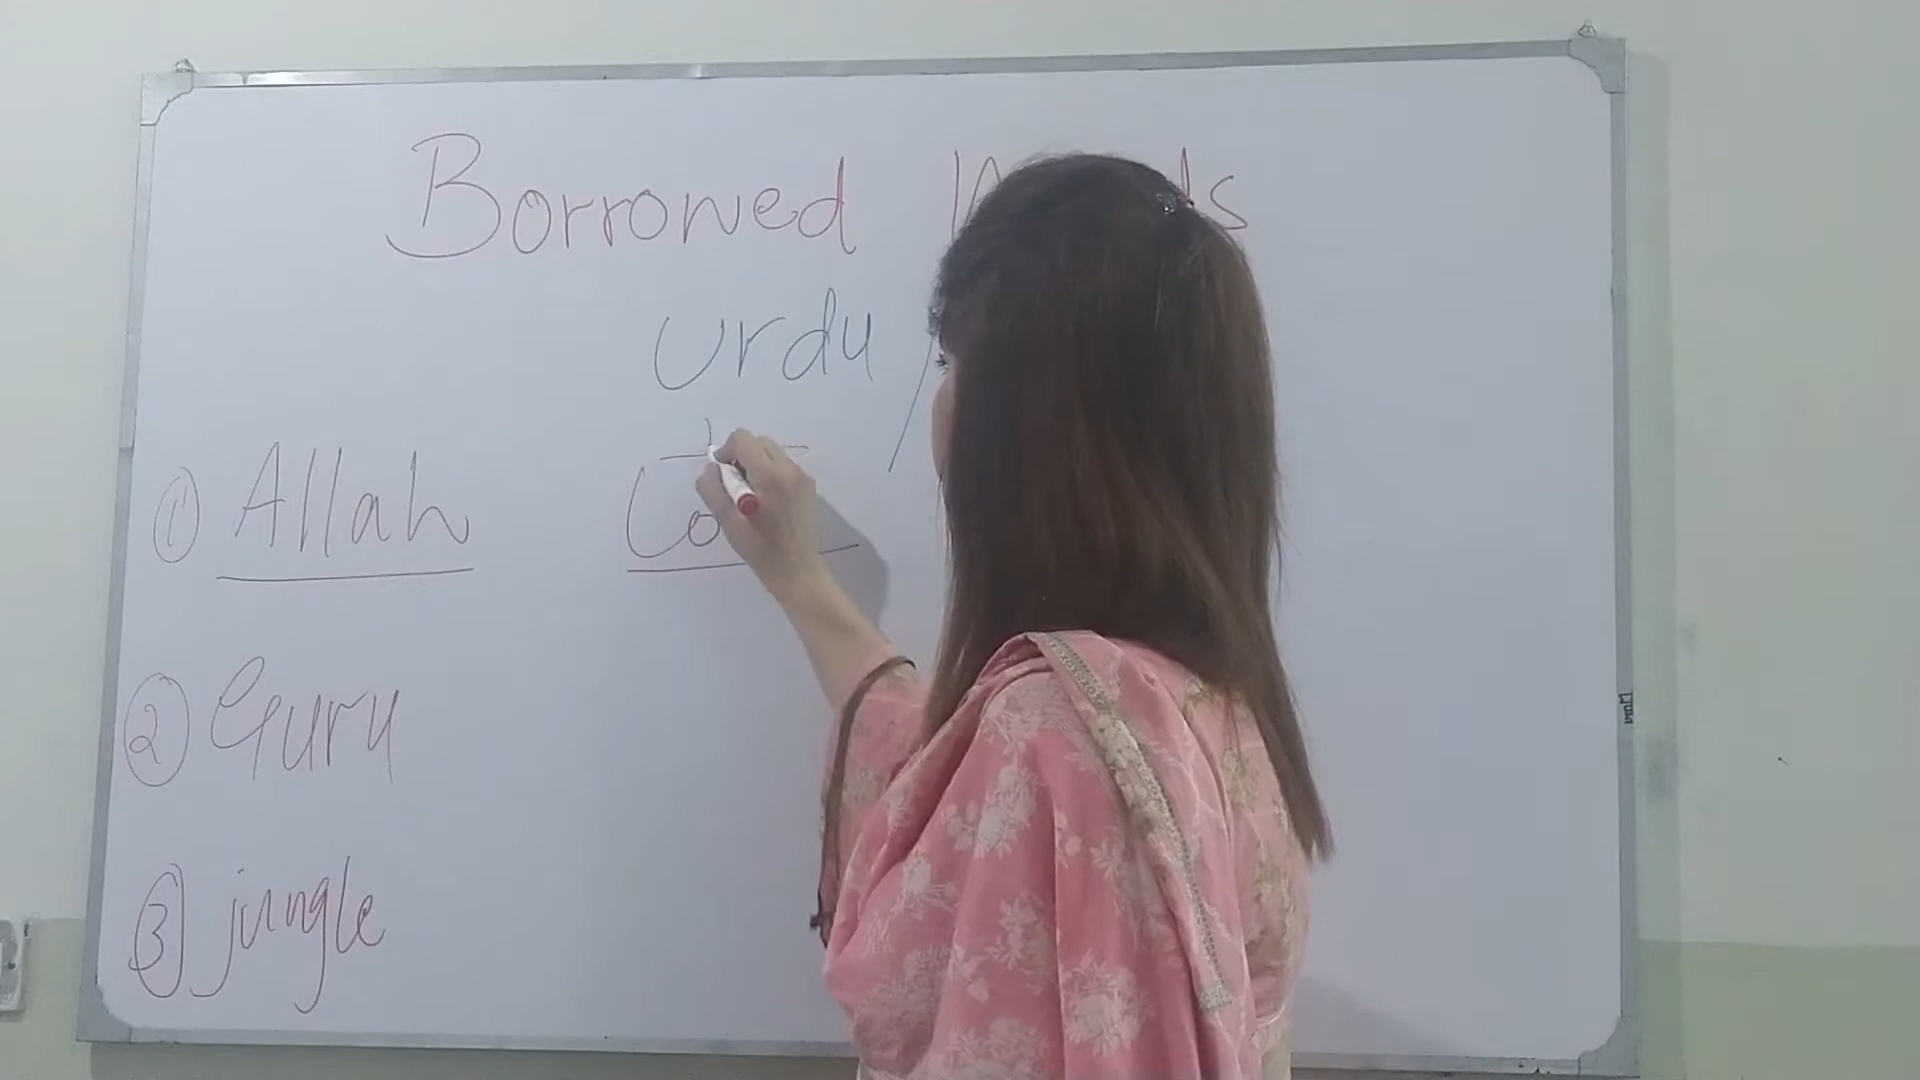 Borrowed
Urdu /
① Allah
② Guru
③ jungle